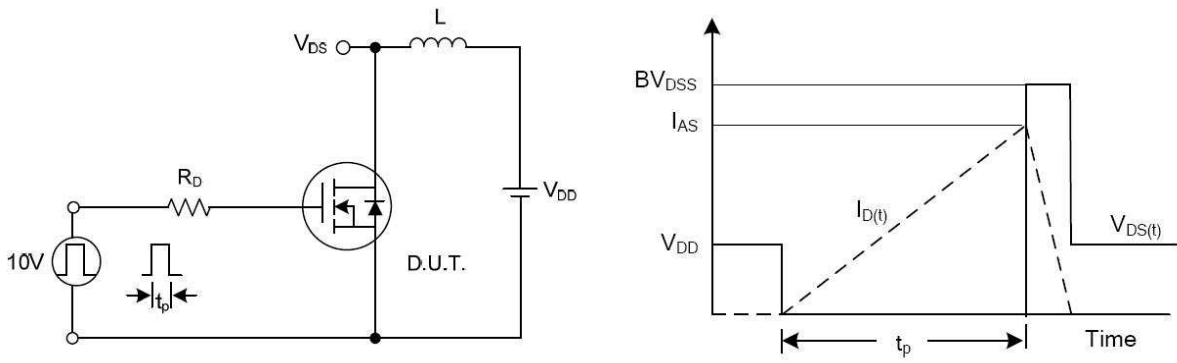 L
V_DS
R_D
V_DD
10V
t_p
D.U.T.
BV_DSS
I_AS
I_D(t)
V_DD
V_DS(t)
t_p
Time